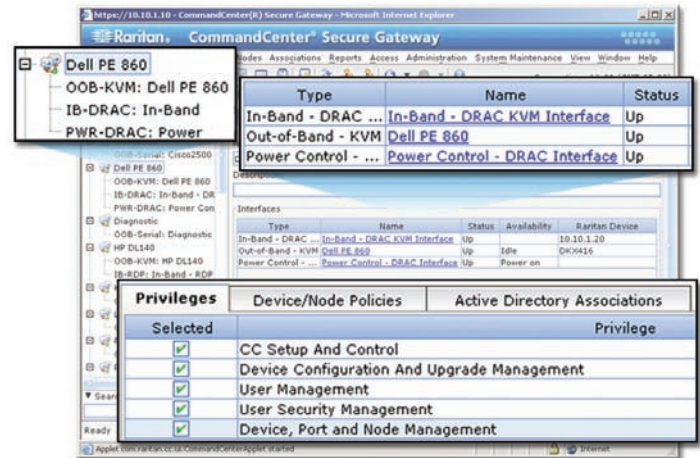 https://10.10.1.10 - CommandCenter(R) Secure Gateway - Microsoft Internet Explorer
Raritan. CommandCenter® Secure Gateway
Nodes Associations Reports Access Administration System Maintenance View Window Help
Dell PE 860
OOB-KVM: Dell PE 860
IB-DRAC: In-Band
PWR-DRAC: Power
Type Name Status
In-Band - DRAC ... In-Band - DRAC KVM Interface Up
Out-of-Band - KVM Dell PE 860 Up
Power Control - ... Power Control - DRAC Interface Up
OOB-Serial: Cisco2500
Dell PE 860
OOB-KVM: Dell PE 860
IB-DRAC: In-Band - DR
PWR-DRAC: Power Con
Diagnostic
OOB-Serial: Diagnostic
HP DL140
OOB-KVM: HP DL140
IB-RDP: In-Band - RDP
Interfaces
Type Name Status Availability Raritan Device
In-Band - DRAC ... In-Band - DRAC KVM Interface Up 10.10.1.20
Out-of-Band - KVM Dell PE 860 Up Idle DKX416
Power Control - ... Power Control - DRAC Interface Up Power on
Privileges Device/Node Policies Active Directory Associations
Selected Privilege
CC Setup And Control
Device Configuration And Upgrade Management
User Management
User Security Management
Device, Port and Node Management
Sear
Ready
Applet com.raritan.cc.ui.CommandCenterApplet started Internet